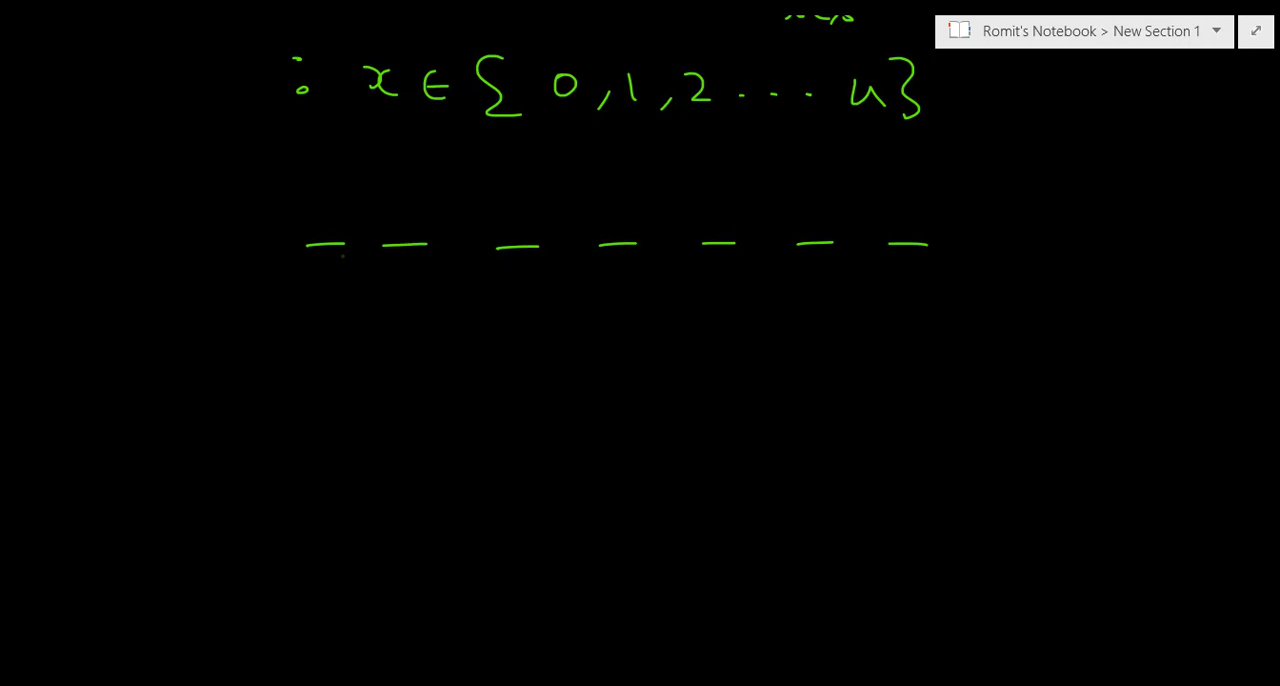 Romit's Notebook > New Section 1
: x ∈ { 0, 1, 2 ... n }
_ _ _ _ _ _ _